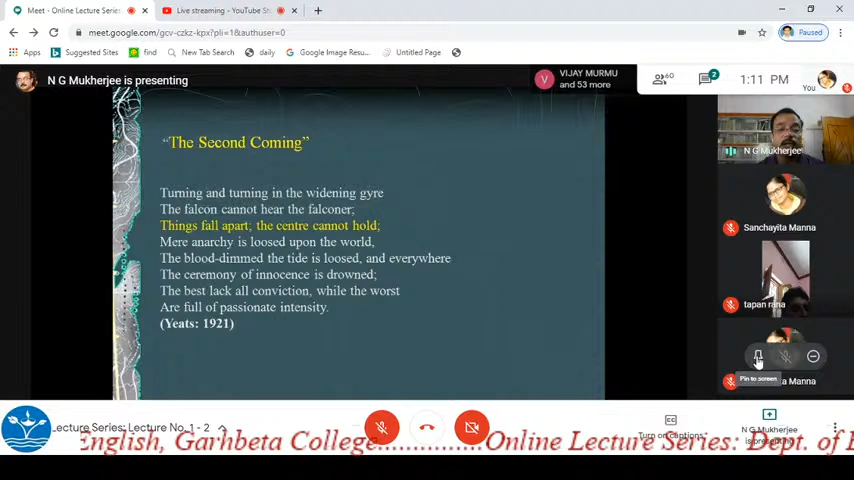 Meet - Online Lecture Series:
Live streaming - YouTube St
meet.google.com/gcv-czkz-kpx?pli=1&authuser=0
Paused
Apps
Suggested Sites
find
New Tab Search
daily
Google Image Resu...
Untitled Page
N G Mukherjee is presenting
V
VIJAY MURMU
and 53 more
60
2
1:11 PM
You
"The Second Coming"
N G Mukherjee
Turning and turning in the widening gyre
The falcon cannot hear the falconer;
Things fall apart; the centre cannot hold;
Mere anarchy is loosed upon the world,
The blood-dimmed the tide is loosed, and everywhere
The ceremony of innocence is drowned;
The best lack all conviction, while the worst
Are full of passionate intensity.
(Yeats: 1921)
Sanchayita Manna
tapan rana
Pin to screen
ta Manna
ecture Series: Lecture No. 1 - 2
Turn on captions
N G Mukherjee
is presenting
English, Garhbeta College................Online Lecture Series: Dept. of E